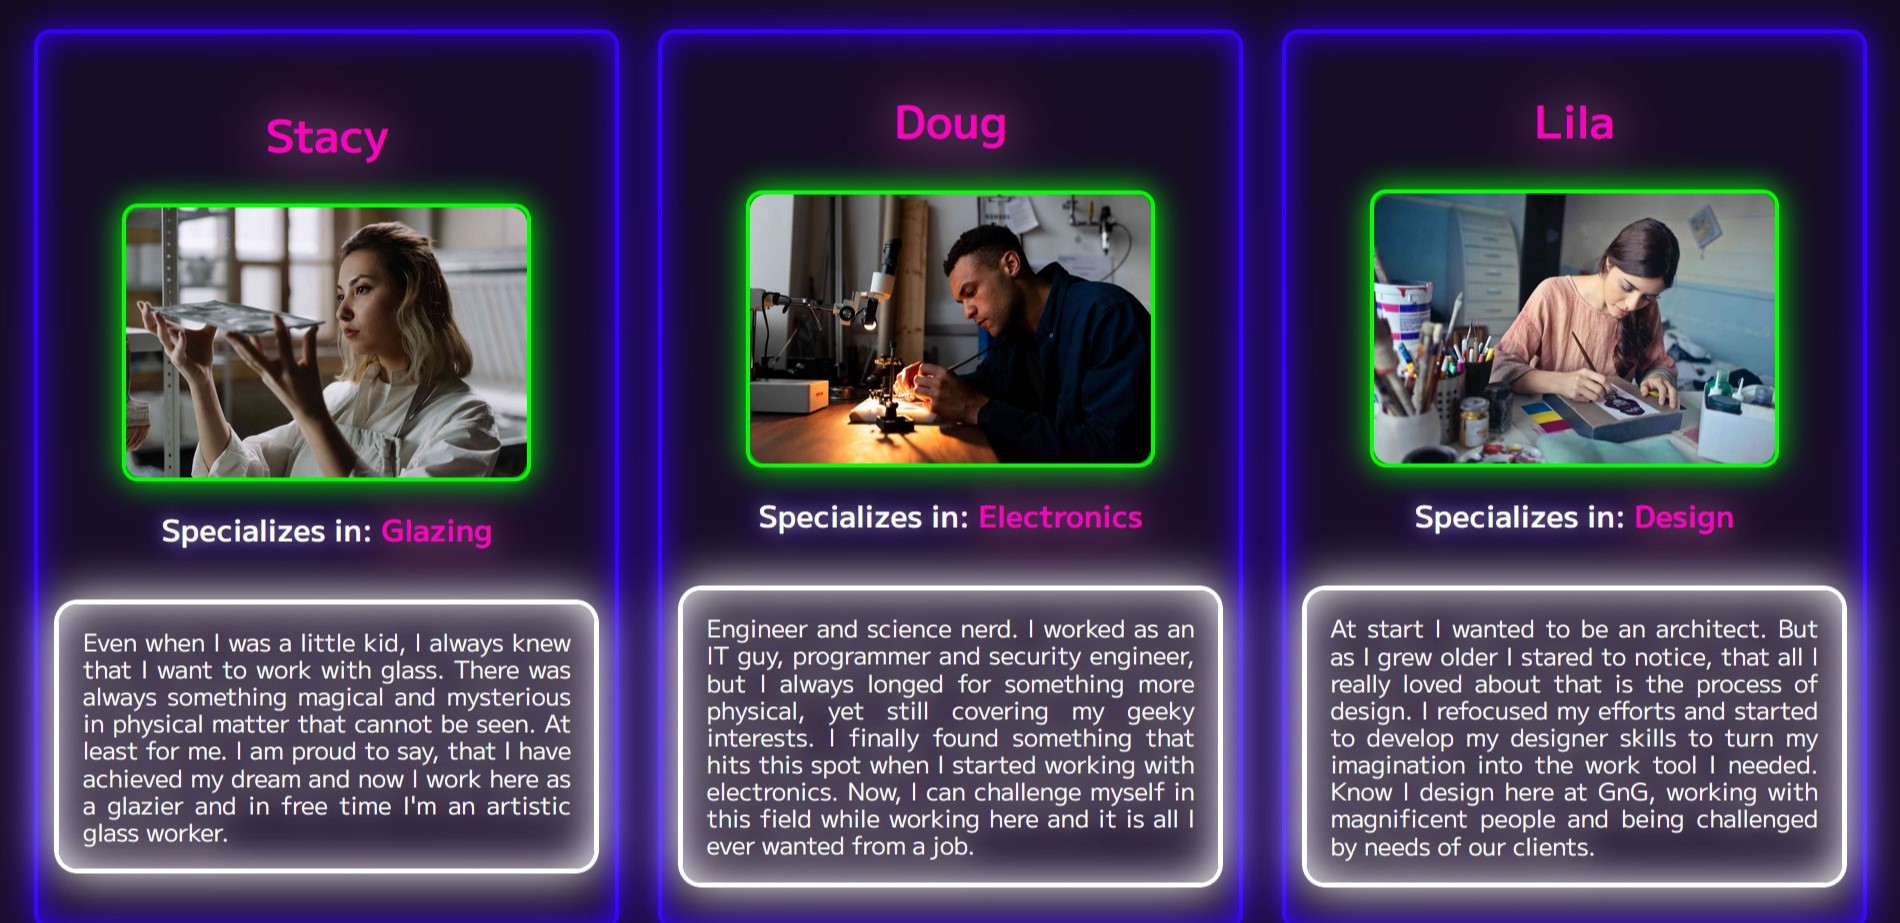 Stacy
Specializes in: Glazing
Even when I was a little kid, I always knew
that I want to work with glass. There was
always something magical and mysterious
in physical matter that cannot be seen. At
least for me. I am proud to say, that I have
achieved my dream and now I work here as
a glazier and in free time I'm an artistic
glass worker.
Doug
Specializes in: Electronics
Engineer and science nerd. I worked as an
IT guy, programmer and security engineer,
but I always longed for something more
physical, yet still covering my geeky
interests. I finally found something that
hits this spot when I started working with
electronics. Now, I can challenge myself in
this field while working here and it is all I
ever wanted from a job.
Lila
Specializes in: Design
At start I wanted to be an architect. But
as I grew older I stared to notice, that all I
really loved about that is the process of
design. I refocused my efforts and started
to develop my designer skills to turn my
imagination into the work tool I needed.
Know I design here at GnG, working with
magnificent people and being challenged
by needs of our clients.